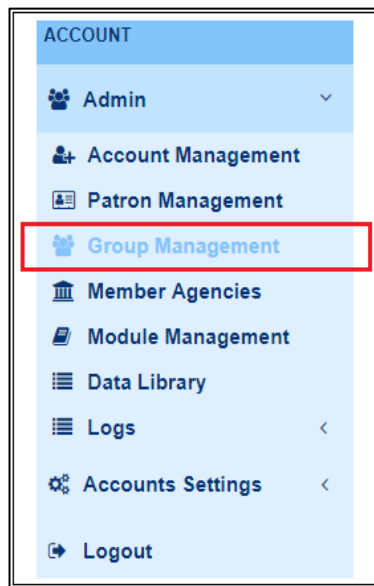 ACCOUNT
Admin
Account Management
Patron Management
Group Management
Member Agencies
Module Management
Data Library
Logs
Accounts Settings
Logout